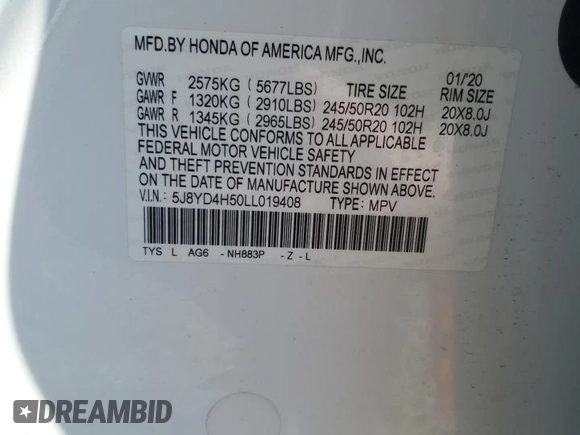 MFD.BY HONDA OF AMERICA MFG.,INC.
01/'20
GVWR 2575KG ( 5677LBS) TIRE SIZE RIM SIZE
GAWR F 1320KG ( 2910LBS) 245/50R20 102H 20X8.0J
GAWR R 1345KG ( 2965LBS) 245/50R20 102H 20X8.0J
THIS VEHICLE CONFORMS TO ALL APPLICABLE
FEDERAL MOTOR VEHICLE SAFETY
AND THEFT PREVENTION STANDARDS IN EFFECT
ON THE DATE OF MANUFACTURE SHOWN ABOVE.
V.I.N.: 5J8YD4H50LL019408 TYPE: MPV
TYS L AG6 -NH883P -Z -L
DREAMBID